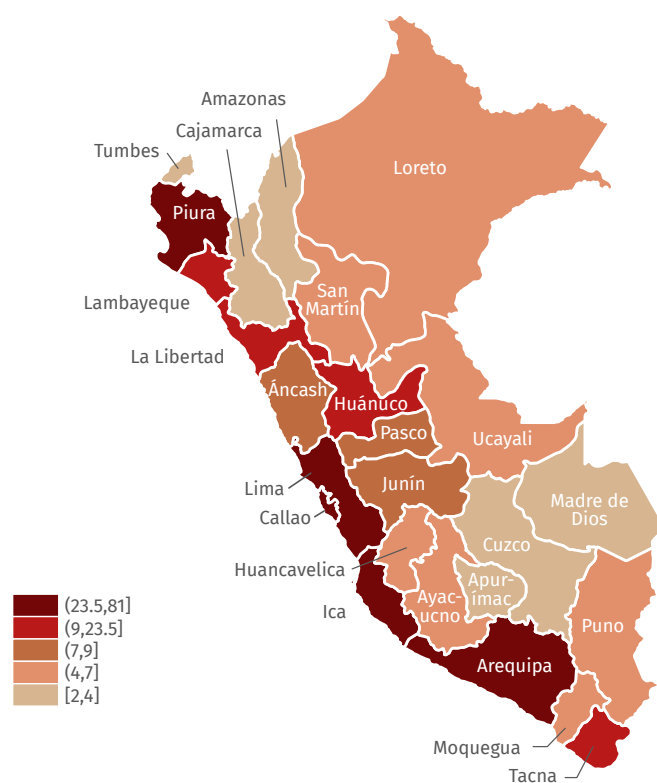 Amazonas
Cajamarca
Tumbes
Loreto
Piura
San
Martín
Lambayeque
La Libertad
Áncash
Huánuco
Pasco
Ucayali
Lima
Junín
Callao
Madre de
Dios
Cuzco
Huancavelica
Apur-
ímac
Ica
Ayac-
ucno
Puno
Arequipa
Moquegua
Tacna
(23.5,81]
(9,23.5]
(7,9]
(4,7]
[2,4]